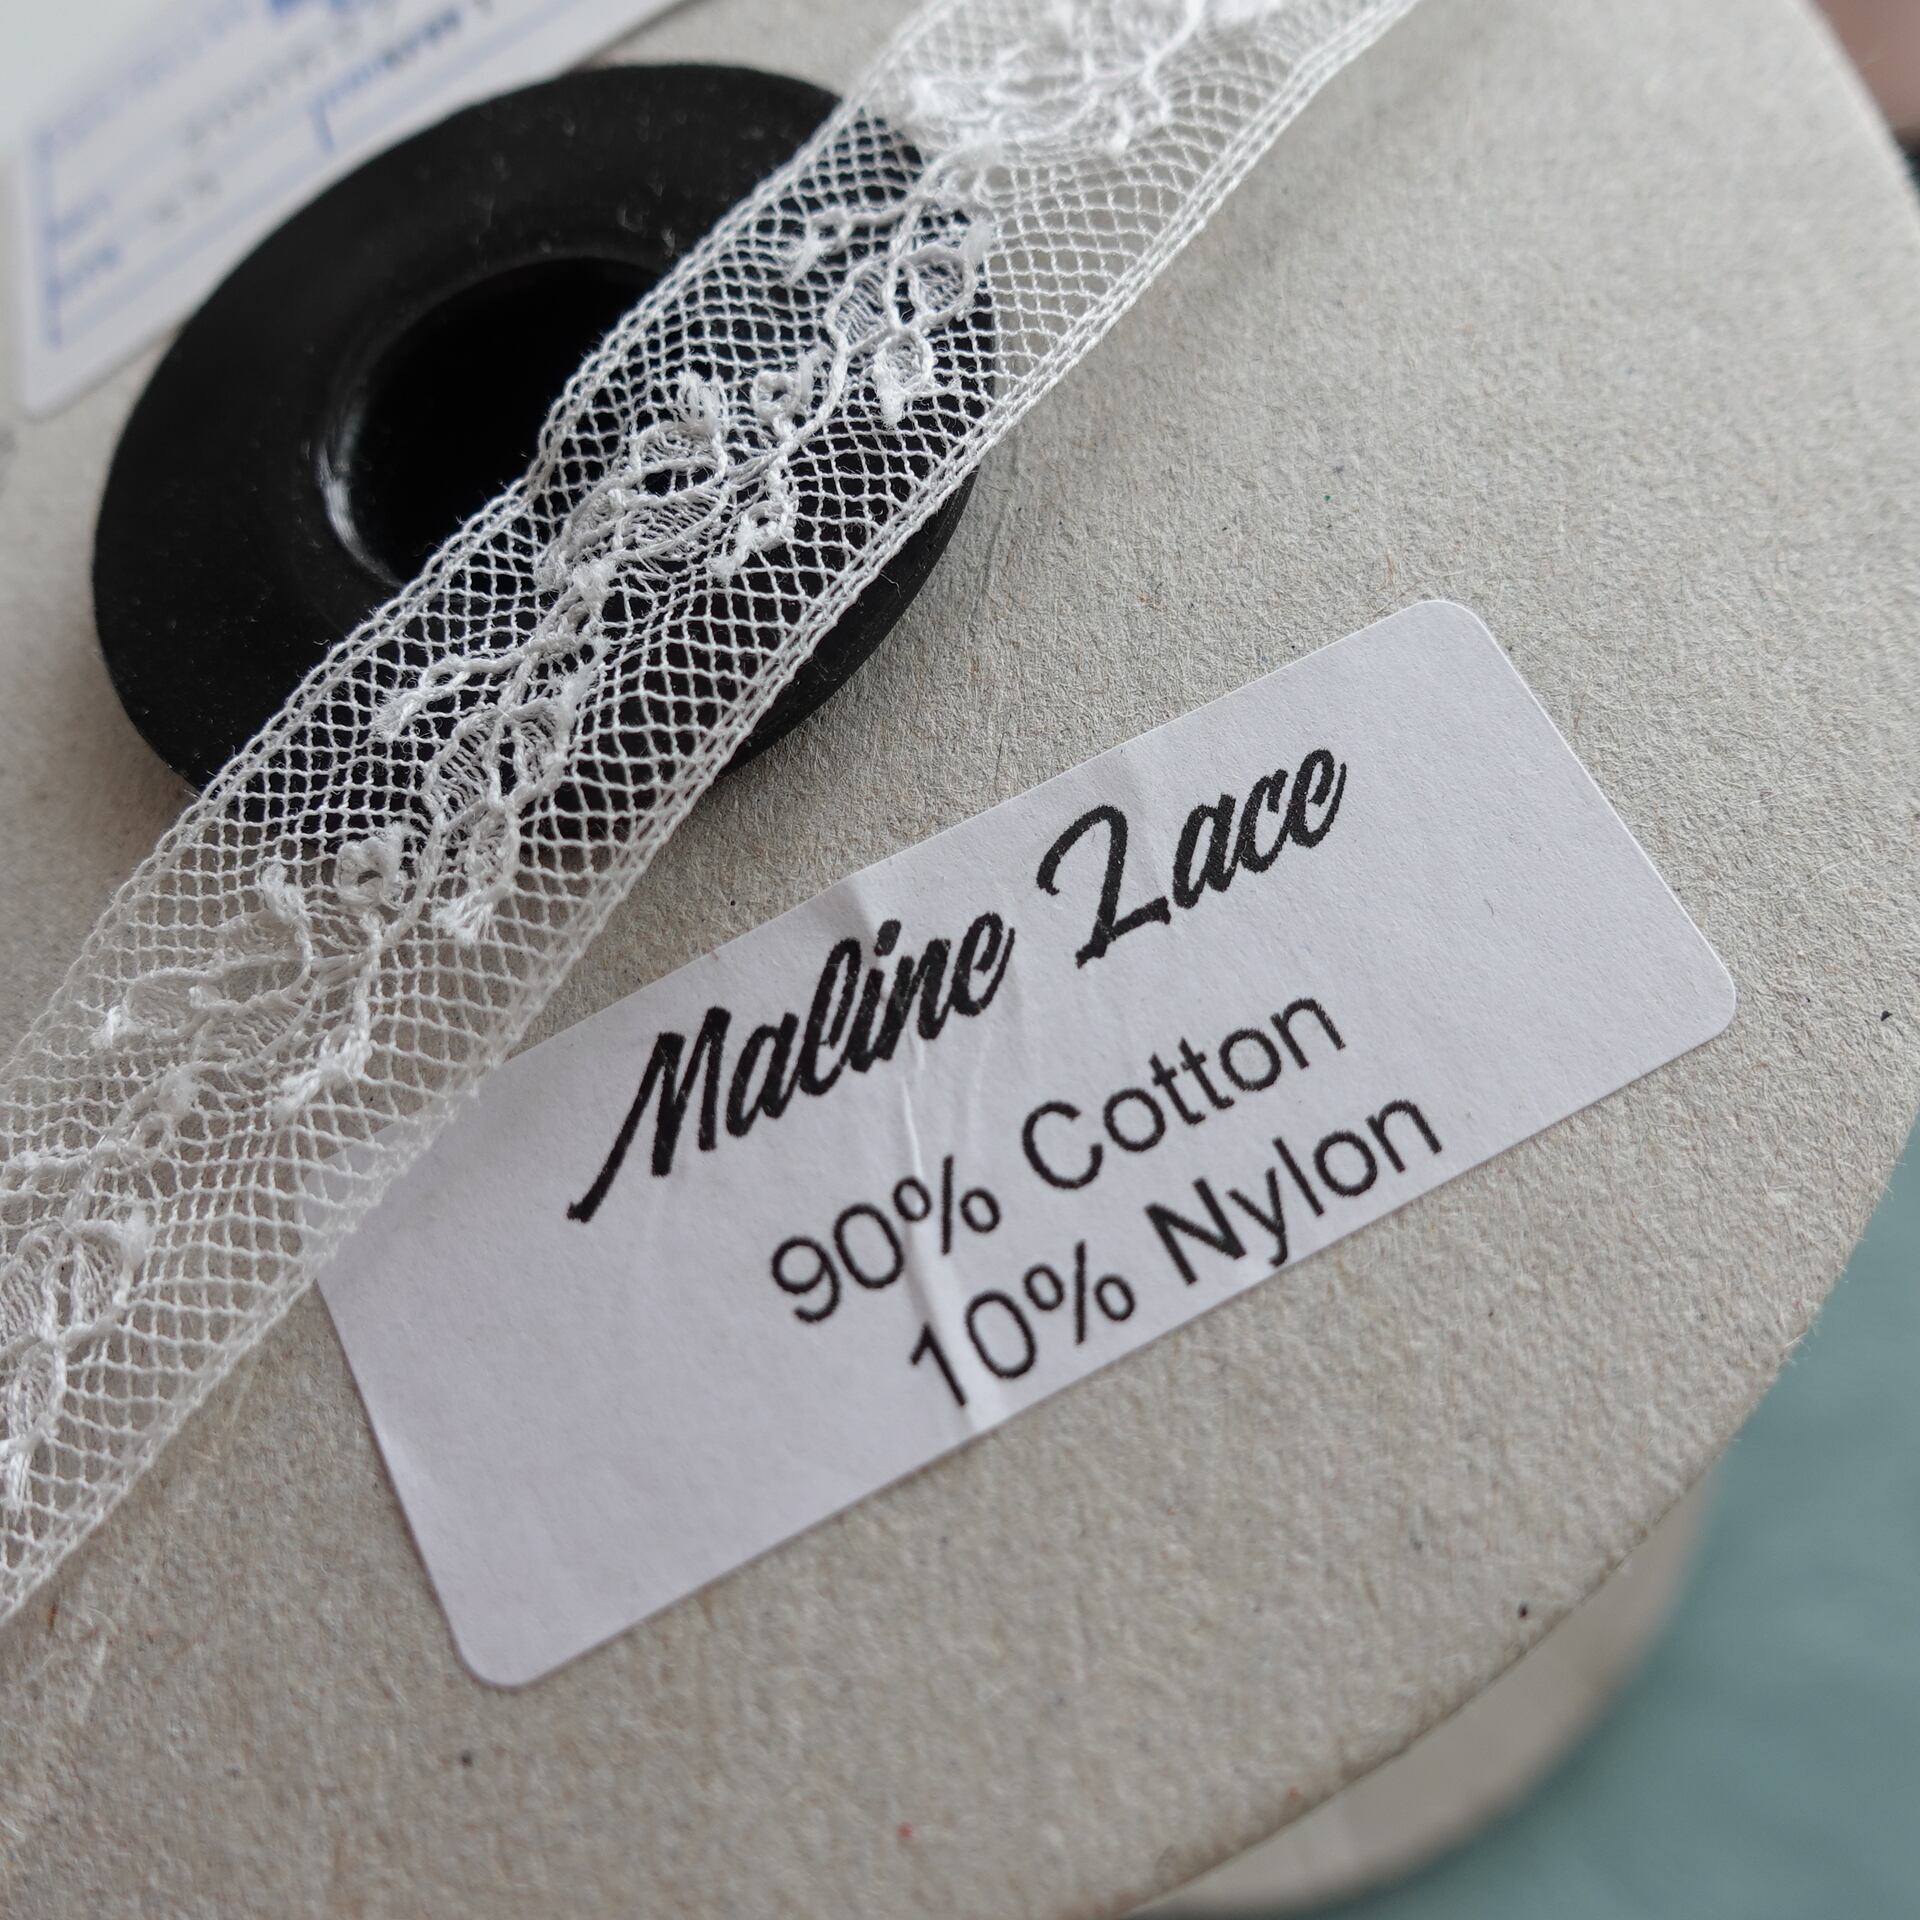 Maline Lace
90% Cotton
10% Nylon